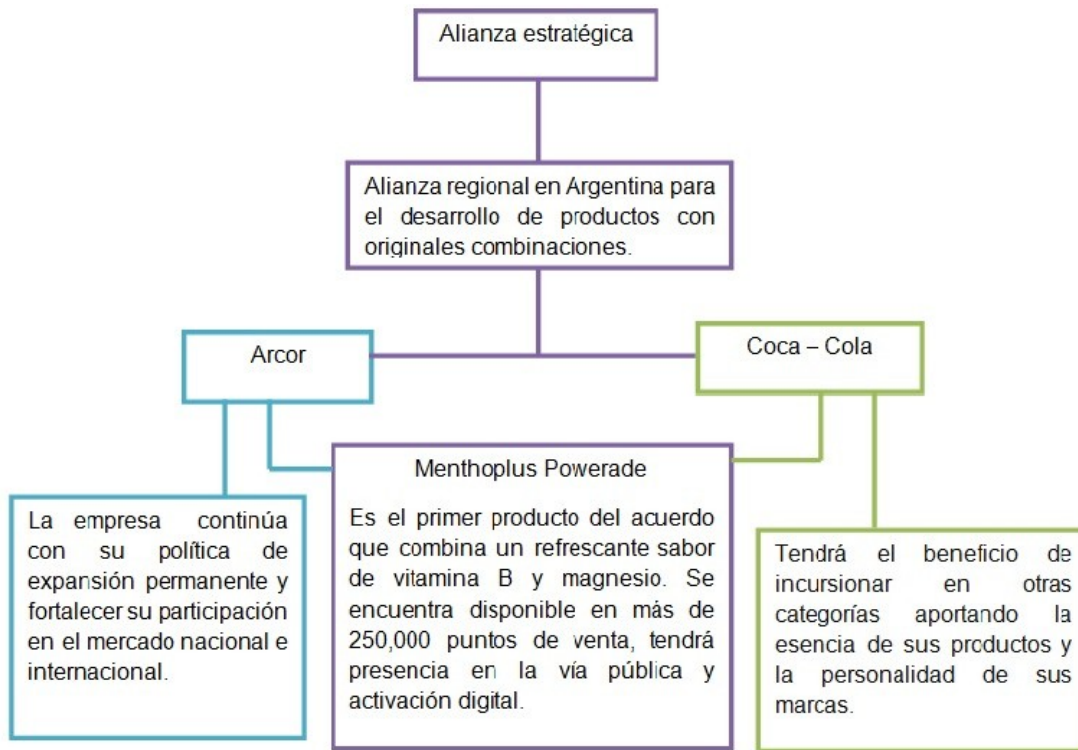 Alianza estratégica
Alianza regional en Argentina para
el desarrollo de productos con
originales combinaciones.
Arcor
Coca – Cola
La empresa continúa
con su política de
expansión permanente y
fortalecer su participación
en el mercado nacional e
internacional.
Menthoplus Powerade
Es el primer producto del acuerdo
que combina un refrescante sabor
de vitamina B y magnesio. Se
encuentra disponible en más de
250,000 puntos de venta, tendrá
presencia en la vía pública y
activación digital.
Tendrá el beneficio de
incursionar en otras
categorías aportando la
esencia de sus productos y
la personalidad de sus
marcas.